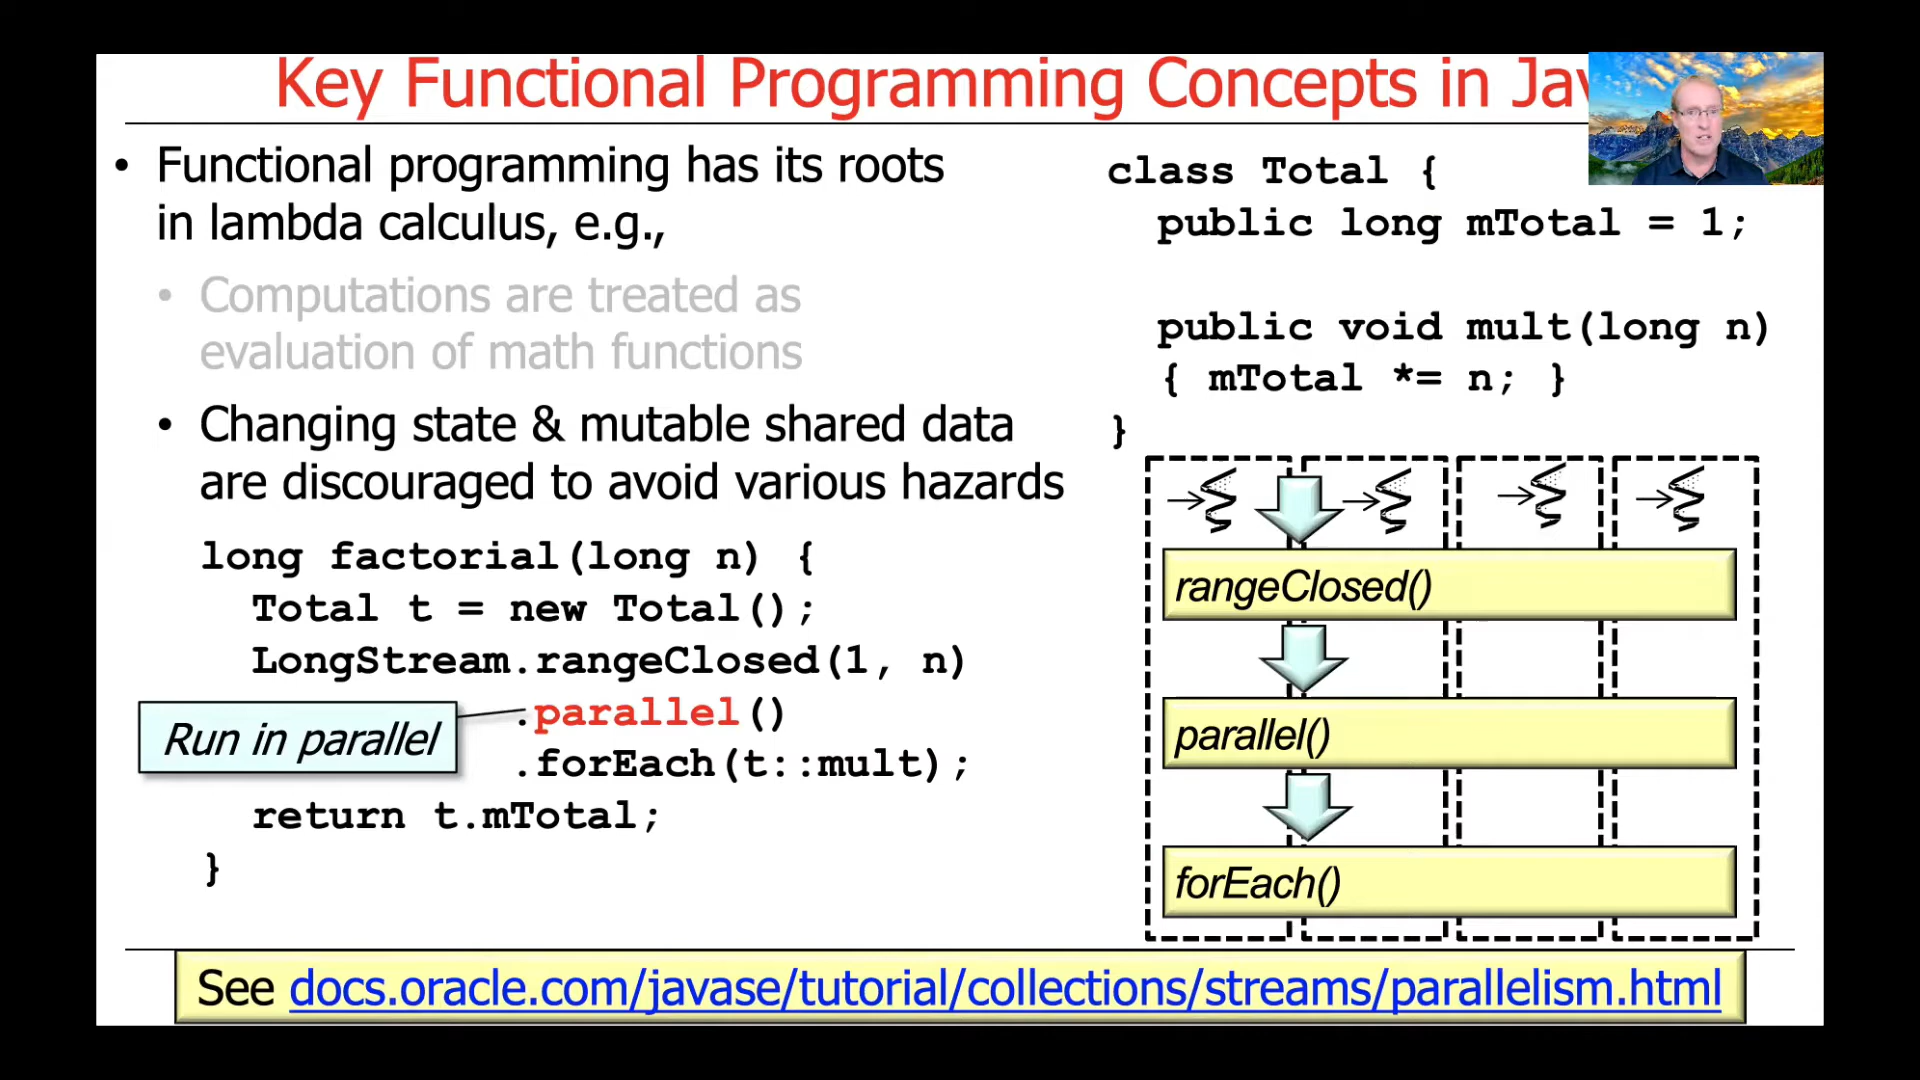 Key Functional Programming Concepts in Jav
• Functional programming has its roots
in lambda calculus, e.g.,
• Computations are treated as
evaluation of math functions
• Changing state & mutable shared data
are discouraged to avoid various hazards
long factorial(long n) {
Total t = new Total();
LongStream.rangeClosed(1, n)
.parallel()
.forEach(t::mult);
return t.mTotal;
}
Run in parallel
class Total {
public long mTotal = 1;
public void mult(long n)
{ mTotal *= n; }
}
rangeClosed()
parallel()
forEach()
See docs.oracle.com/javase/tutorial/collections/streams/parallelism.html